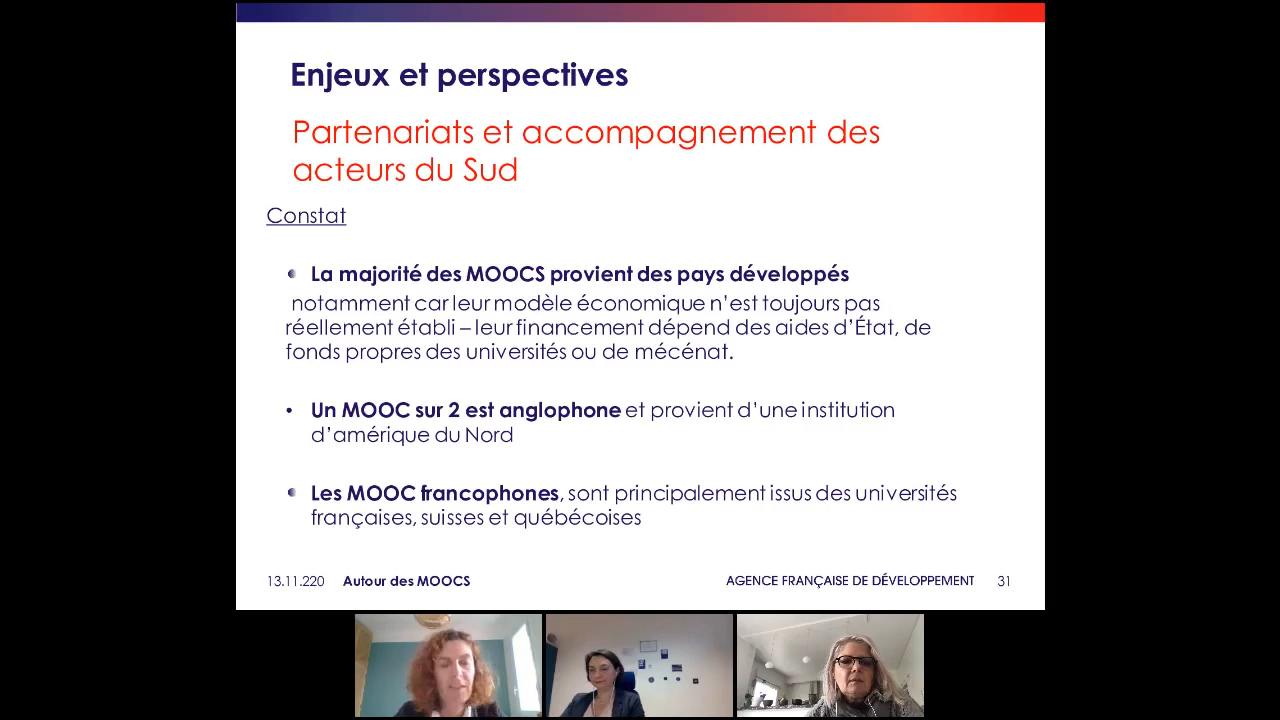 Enjeux et perspectives
Partenariats et accompagnement des
acteurs du Sud
Constat
La majorité des MOOCS provient des pays développés
notamment car leur modèle économique n’est toujours pas
réellement établi – leur financement dépend des aides d’État, de
fonds propres des universités ou de mécénat.
• Un MOOC sur 2 est anglophone et provient d’une institution
d’amérique du Nord
Les MOOC francophones, sont principalement issus des universités
françaises, suisses et québécoises
13.11.220 Autour des MOOCS AGENCE FRANÇAISE DE DÉVELOPPEMENT 31